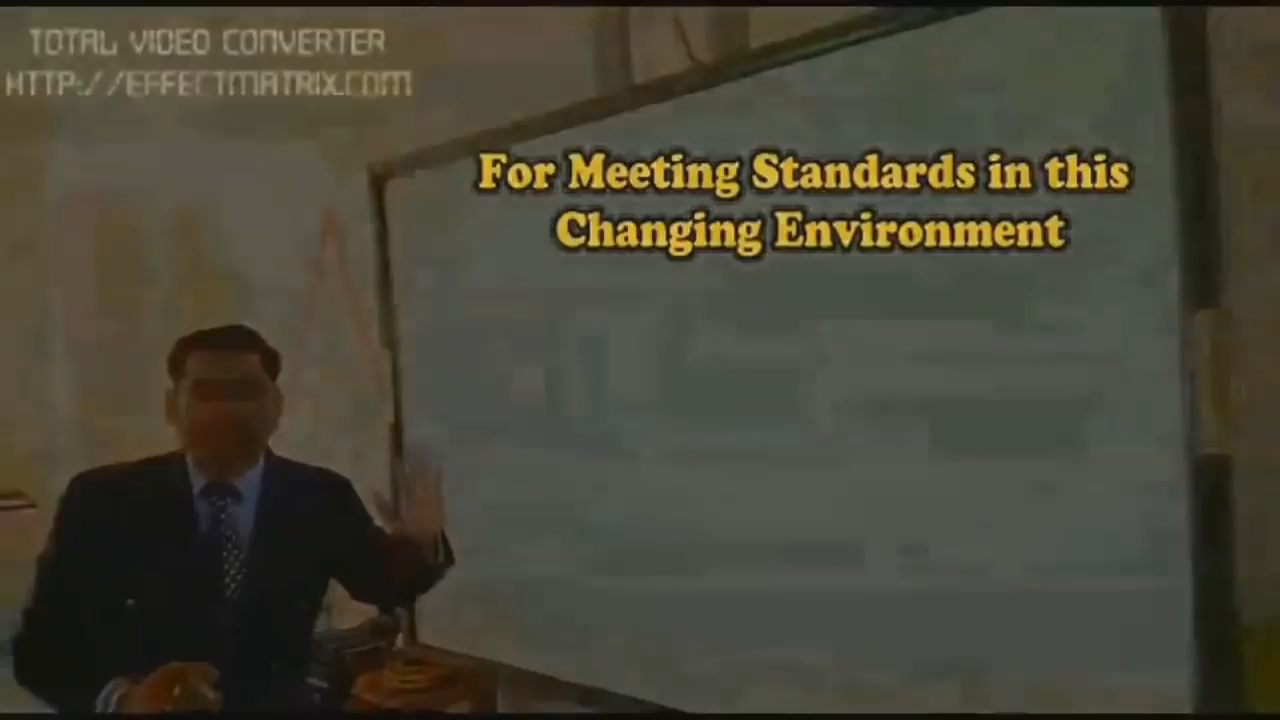 TOTAL VIDEO CONVERTER
HTTP://EFFECTMATRIX.COM
For Meeting Standards in this
Changing Environment